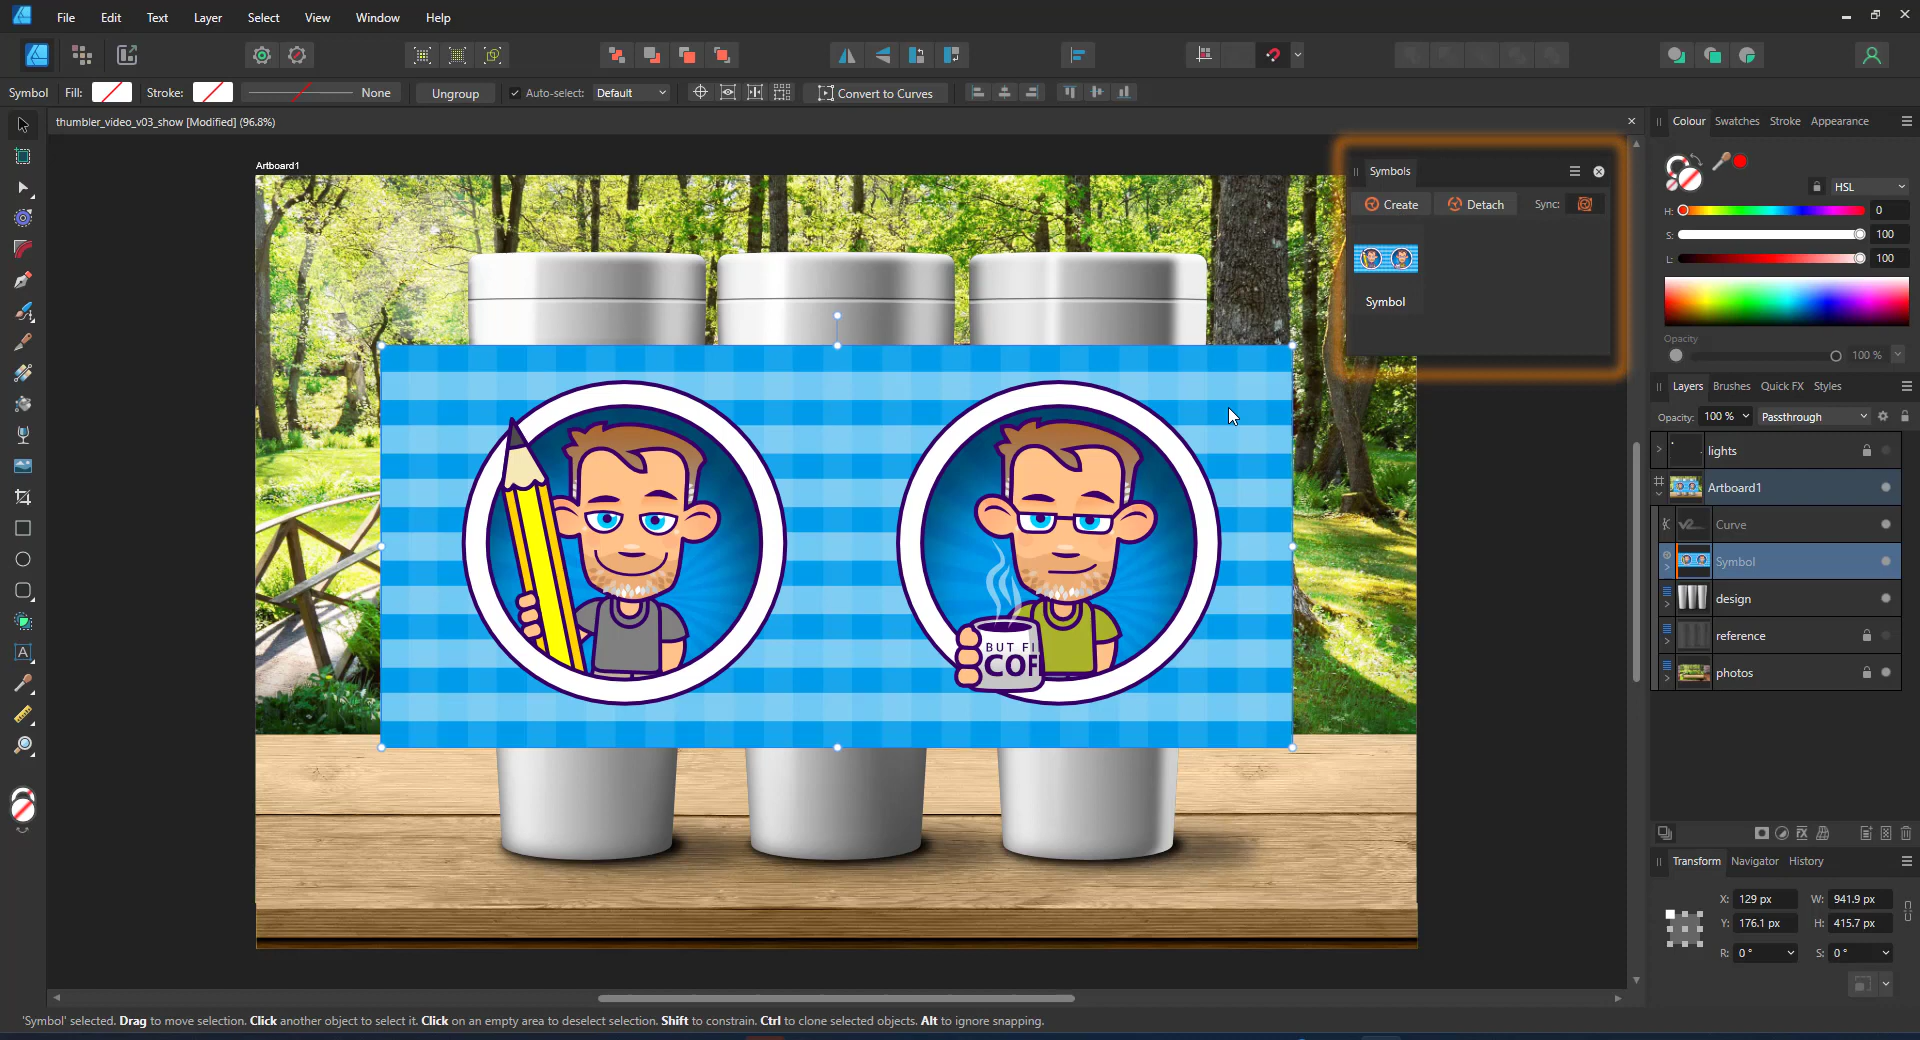 File Edit Text Layer Select View Window Help
Symbol Fill: Stroke: None Ungroup Auto-select: Default Convert to Curves
thumbler_video_v03_show [Modified] (96.8%)
Artboard1
Symbols
Create Detach Sync:
Symbol
BUT FI
COF
Colour Swatches Stroke Appearance
HSL
H: 0
S: 100
L: 100
Opacity
100 %
Layers Brushes Quick FX Styles
Opacity: 100 % Passthrough
lights
Artboard1
Curve
Symbol
design
reference
photos
Transform Navigator History
X: 129 px W: 941.9 px
Y: 176.1 px H: 415.7 px
R: 0 ° S: 0 °
'Symbol' selected. Drag to move selection. Click another object to select it. Click on an empty area to deselect selection. Shift to constrain. Ctrl to clone selected objects. Alt to ignore snapping.